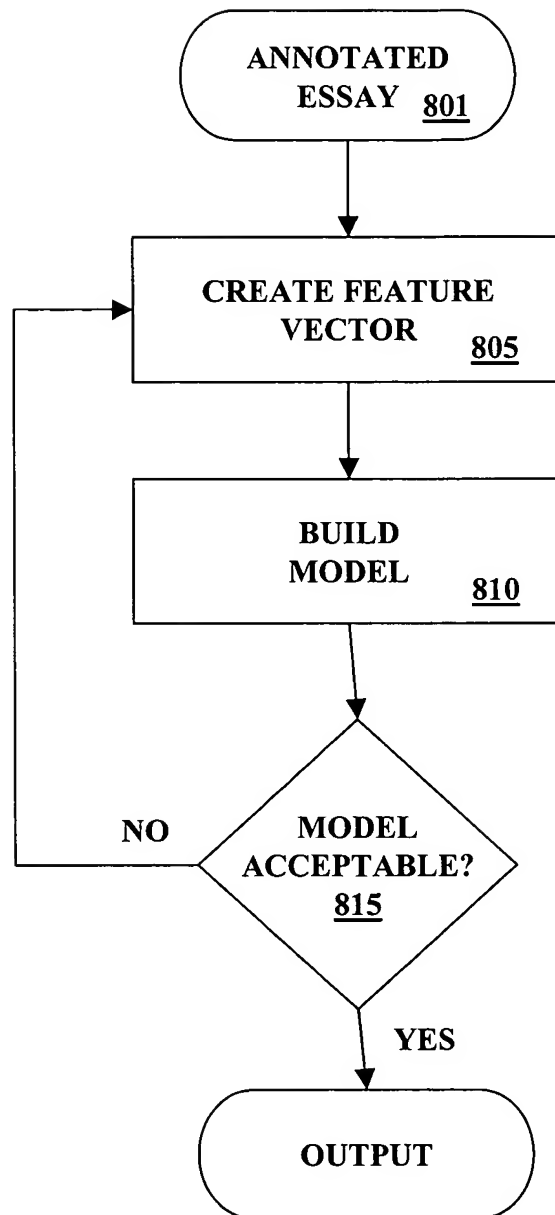 ANNOTATED
ESSAY 801
CREATE FEATURE
VECTOR
805
BUILD
MODEL
810
NO
MODEL
ACCEPTABLE?
815
YES
OUTPUT